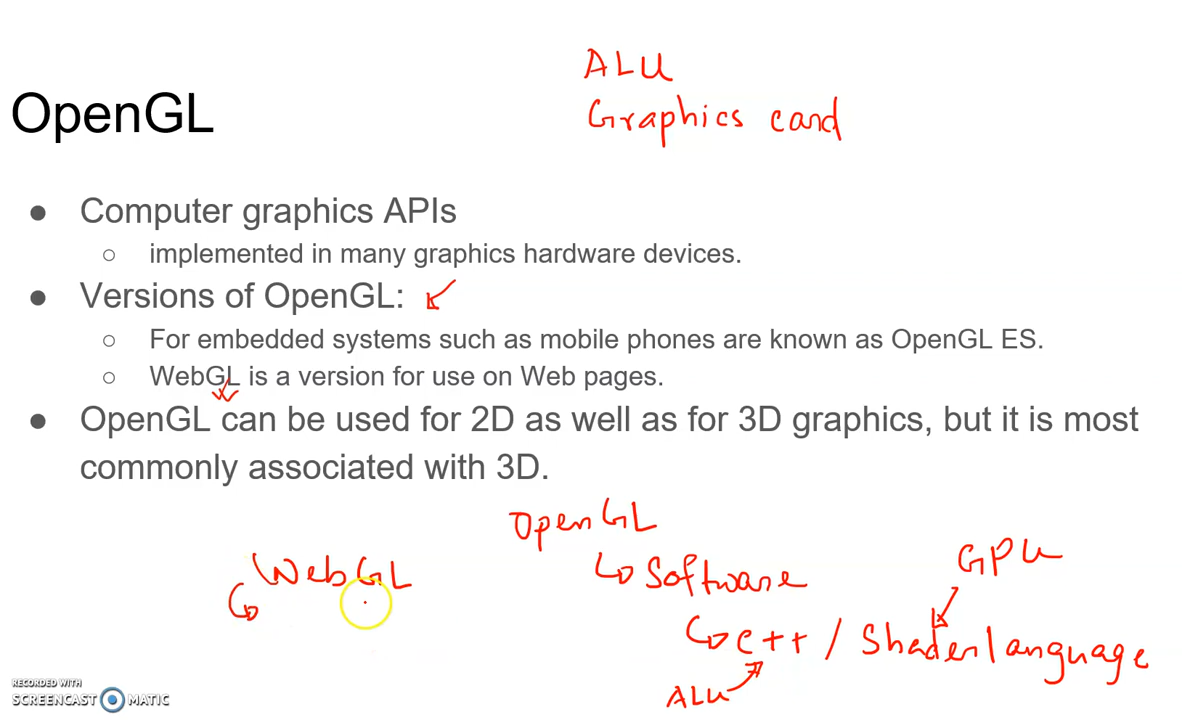 ALU
Graphics card
OpenGL
● Computer graphics APIs
○ implemented in many graphics hardware devices.
● Versions of OpenGL:
○ For embedded systems such as mobile phones are known as OpenGL ES.
○ WebGL is a version for use on Web pages.
● OpenGL can be used for 2D as well as for 3D graphics, but it is most
commonly associated with 3D.
OpenGL
WebGL
Software
GPU
C++ / Shader language
ALU
RECORDED WITH
SCREENCAST O MATIC